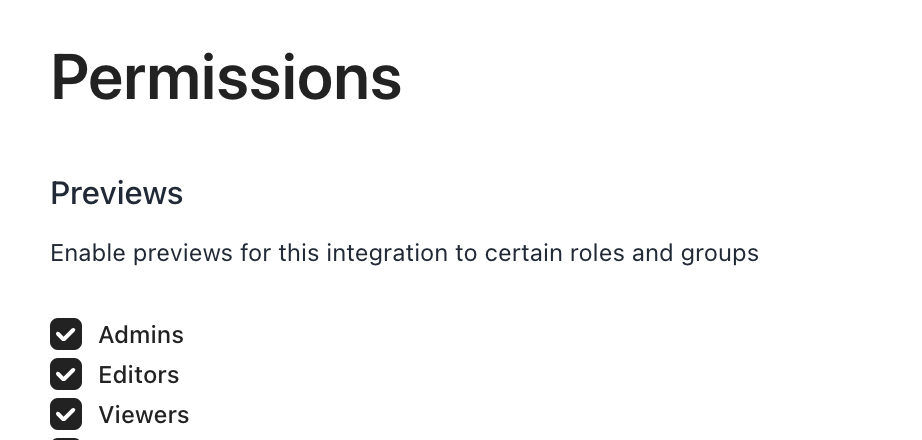 Permissions
Previews
Enable previews for this integration to certain roles and groups
Admins
Editors
Viewers